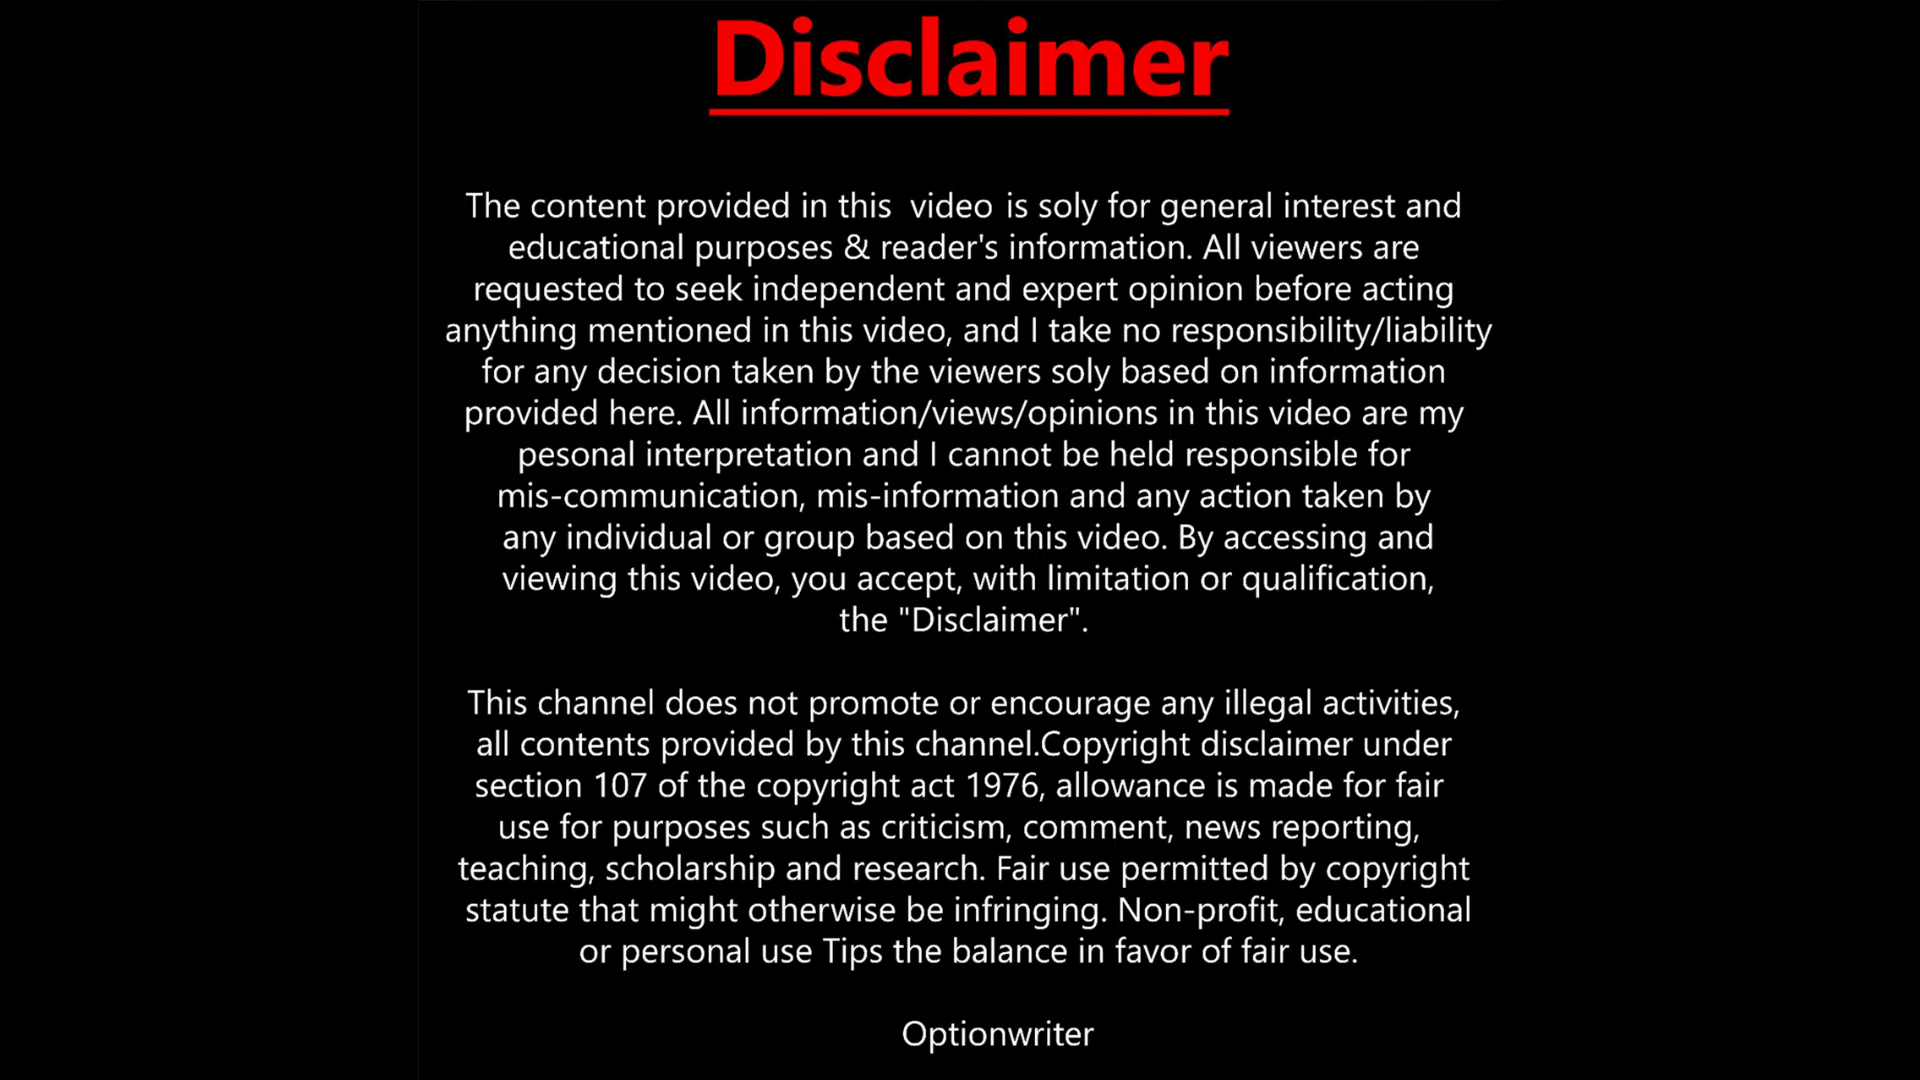 Disclaimer
The content provided in this  video is soly for general interest and
educational purposes & reader's information. All viewers are
requested to seek independent and expert opinion before acting
anything mentioned in this video, and I take no responsibility/liability
for any decision taken by the viewers soly based on information
provided here. All information/views/opinions in this video are my
pesonal interpretation and I cannot be held responsible for
mis-communication, mis-information and any action taken by
any individual or group based on this video. By accessing and
viewing this video, you accept, with limitation or qualification,
the "Disclaimer".
This channel does not promote or encourage any illegal activities,
all contents provided by this channel.Copyright disclaimer under
section 107 of the copyright act 1976, allowance is made for fair
use for purposes such as criticism, comment, news reporting,
teaching, scholarship and research. Fair use permitted by copyright
statute that might otherwise be infringing. Non-profit, educational
or personal use Tips the balance in favor of fair use.
Optionwriter